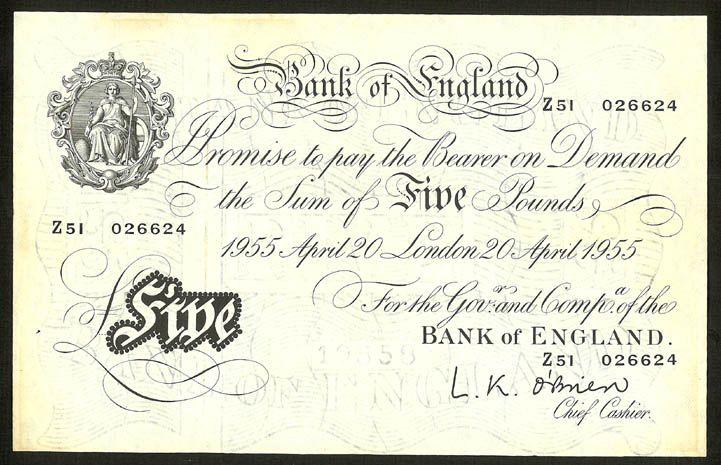 Bank of England
Z51 026624
I Promise to pay the Bearer on Demand
the Sum of Five Pounds
Z51 026624
1955 April 20 London 20 April 1955
Five
For the Govr. and Compa. of the
BANK of ENGLAND.
Z51 026624
L. K. O'Brien
Chief Cashier.